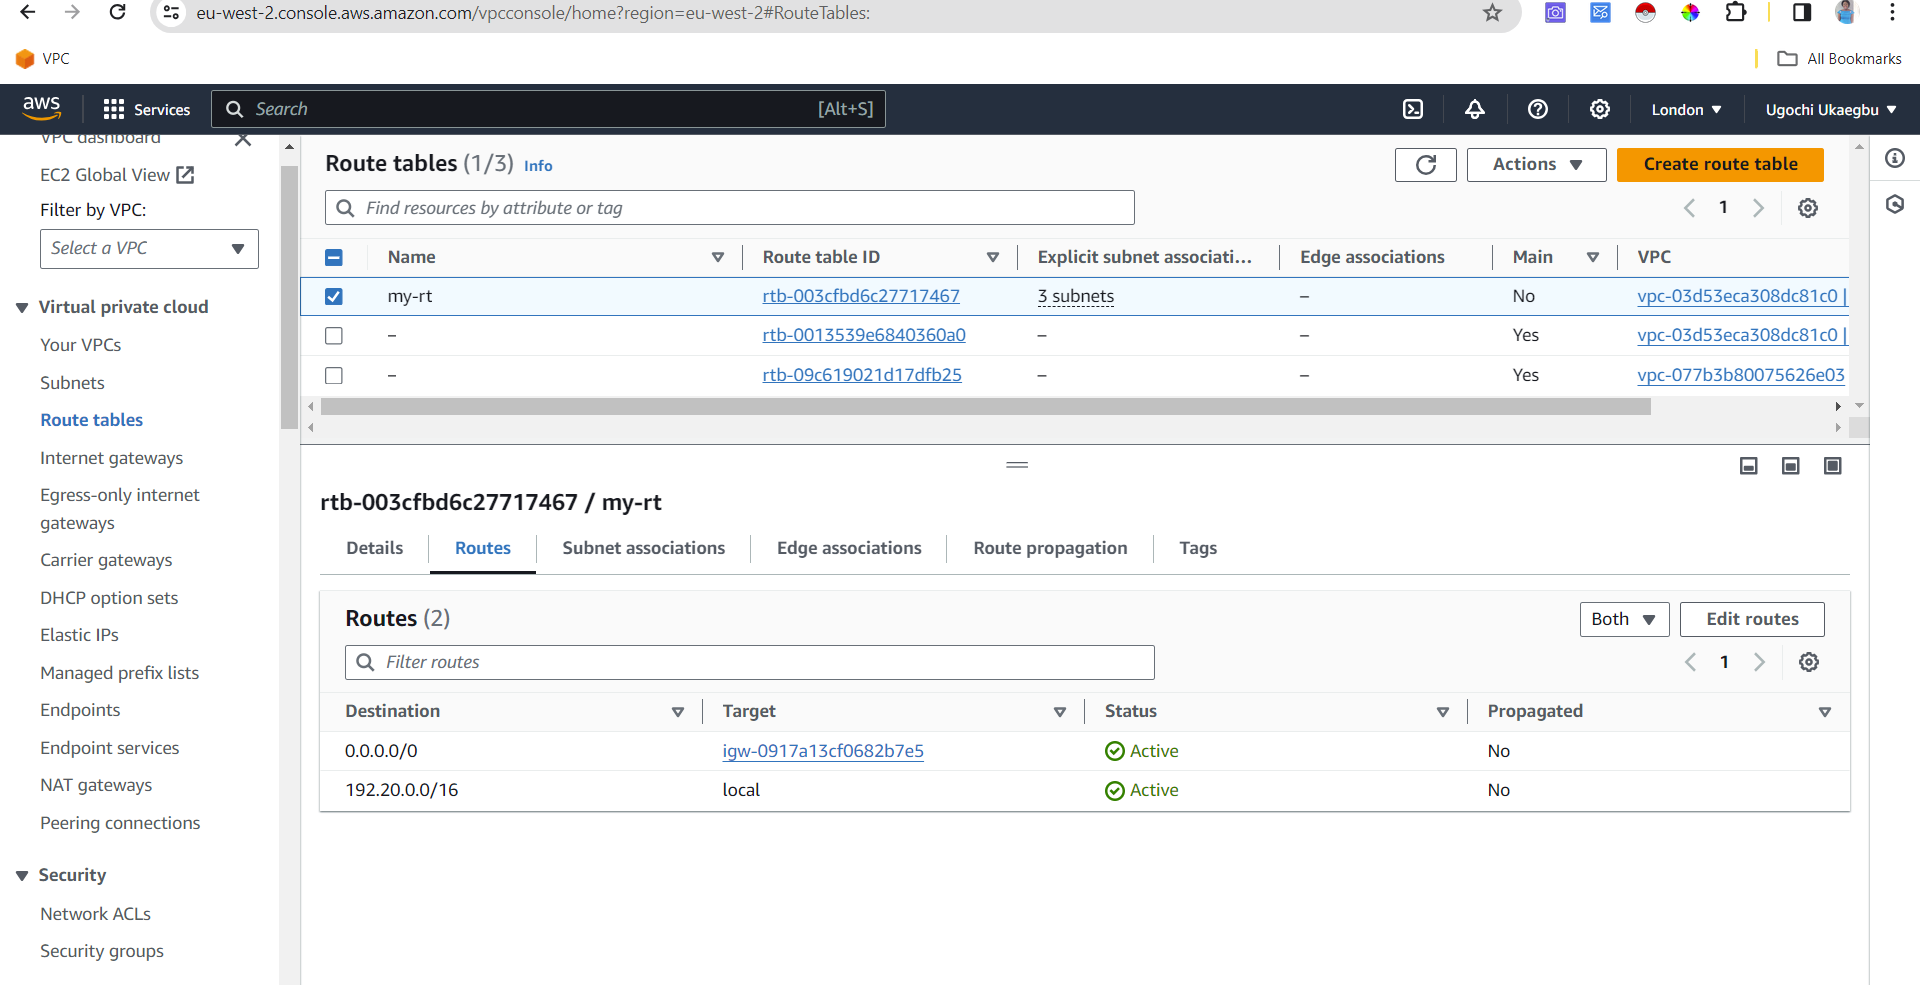 eu-west-2.console.aws.amazon.com/vpcconsole/home?region=eu-west-2#RouteTables:
VPC
All Bookmarks
aws
Services
Search
[Alt+S]
London
Ugochi Ukaegbu
VPC dashboard
EC2 Global View
Filter by VPC:
Select a VPC
Virtual private cloud
Your VPCs
Subnets
Route tables
Internet gateways
Egress-only internet
gateways
Carrier gateways
DHCP option sets
Elastic IPs
Managed prefix lists
Endpoints
Endpoint services
NAT gateways
Peering connections
Security
Network ACLs
Security groups
Route tables (1/3) Info
Actions
Create route table
Find resources by attribute or tag
1
Name Route table ID Explicit subnet associati... Edge associations Main VPC
my-rt rtb-003cfbd6c27717467 3 subnets – No vpc-03d53eca308dc81c0 |
– rtb-0013539e6840360a0 – – Yes vpc-03d53eca308dc81c0 |
– rtb-09c619021d17dfb25 – – Yes vpc-077b3b80075626e03
rtb-003cfbd6c27717467 / my-rt
Details Routes Subnet associations Edge associations Route propagation Tags
Routes (2)
Both
Edit routes
Filter routes
1
Destination Target Status Propagated
0.0.0.0/0 igw-0917a13cf0682b7e5 Active No
192.20.0.0/16 local Active No